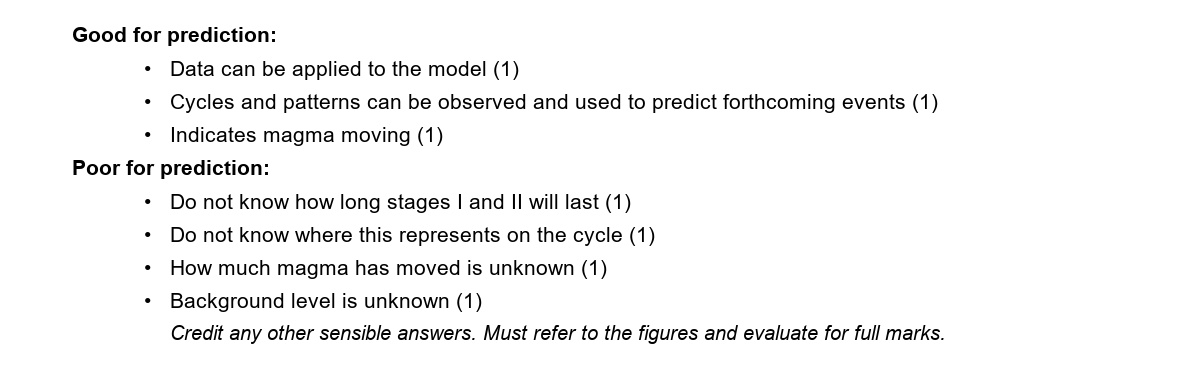 Good for prediction:
• Data can be applied to the model (1)
• Cycles and patterns can be observed and used to predict forthcoming events (1)
• Indicates magma moving (1)
Poor for prediction:
• Do not know how long stages I and II will last (1)
• Do not know where this represents on the cycle (1)
• How much magma has moved is unknown (1)
• Background level is unknown (1)
Credit any other sensible answers. Must refer to the figures and evaluate for full marks.